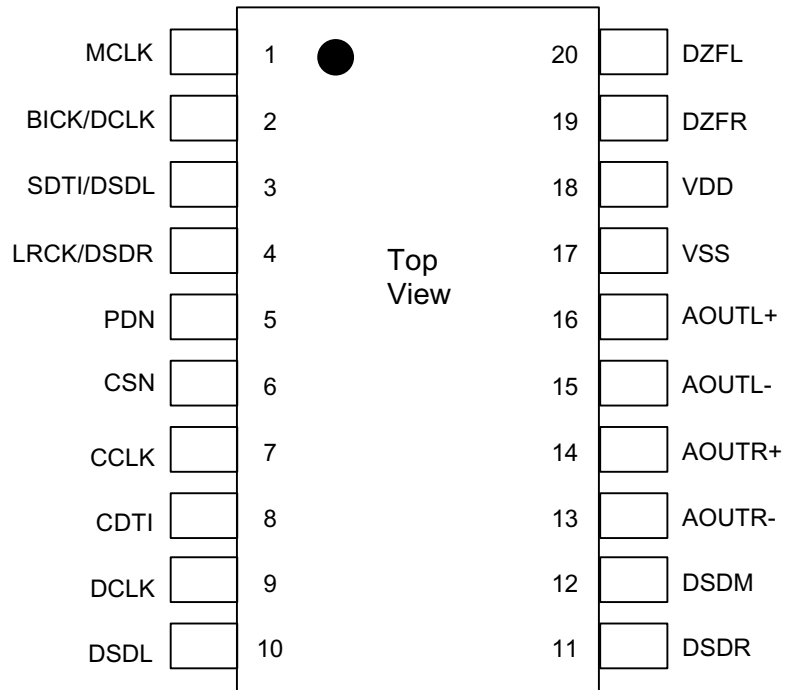 MCLK 1 20 DZFL
BICK/DCLK 2 19 DZFR
SDTI/DSDL 3 18 VDD
LRCK/DSDR 4 17 VSS
Top
View
PDN 5 16 AOUTL+
CSN 6 15 AOUTL-
CCLK 7 14 AOUTR+
CDTI 8 13 AOUTR-
DCLK 9 12 DSDM
DSDL 10 11 DSDR